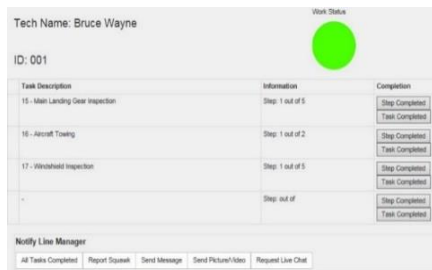 Work Status
Tech Name: Bruce Wayne
ID: 001
Task Description Information Completion
15 - Main Landing Gear Inspection Step: 1 out of 5 Step Completed
Task Completed
16 - Aircraft Towing Step: 1 out of 2 Step Completed
Task Completed
17 - Windshield Inspection Step: 1 out of 5 Step Completed
Task Completed
- Step: out of Step Completed
Task Completed
Notify Line Manager
All Tasks Completed Report Squawk Send Message Send Picture/Video Request Live Chat